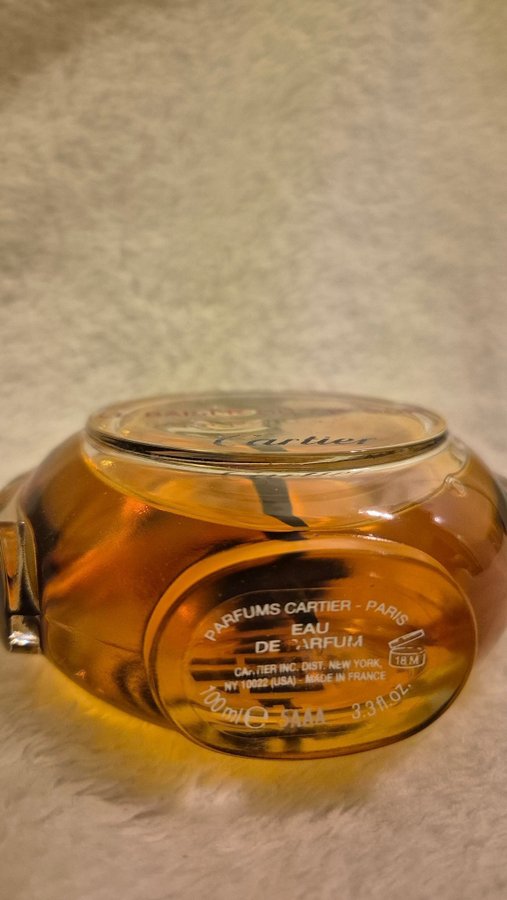 Cartier
PARFUMS CARTIER - PARIS
EAU
DE PARFUM
CARTIER INC. DIST. NEW YORK,
NY 10022 (USA) - MADE IN FRANCE
18 M
100 ml e 5AAA 3.3 fl.oz.